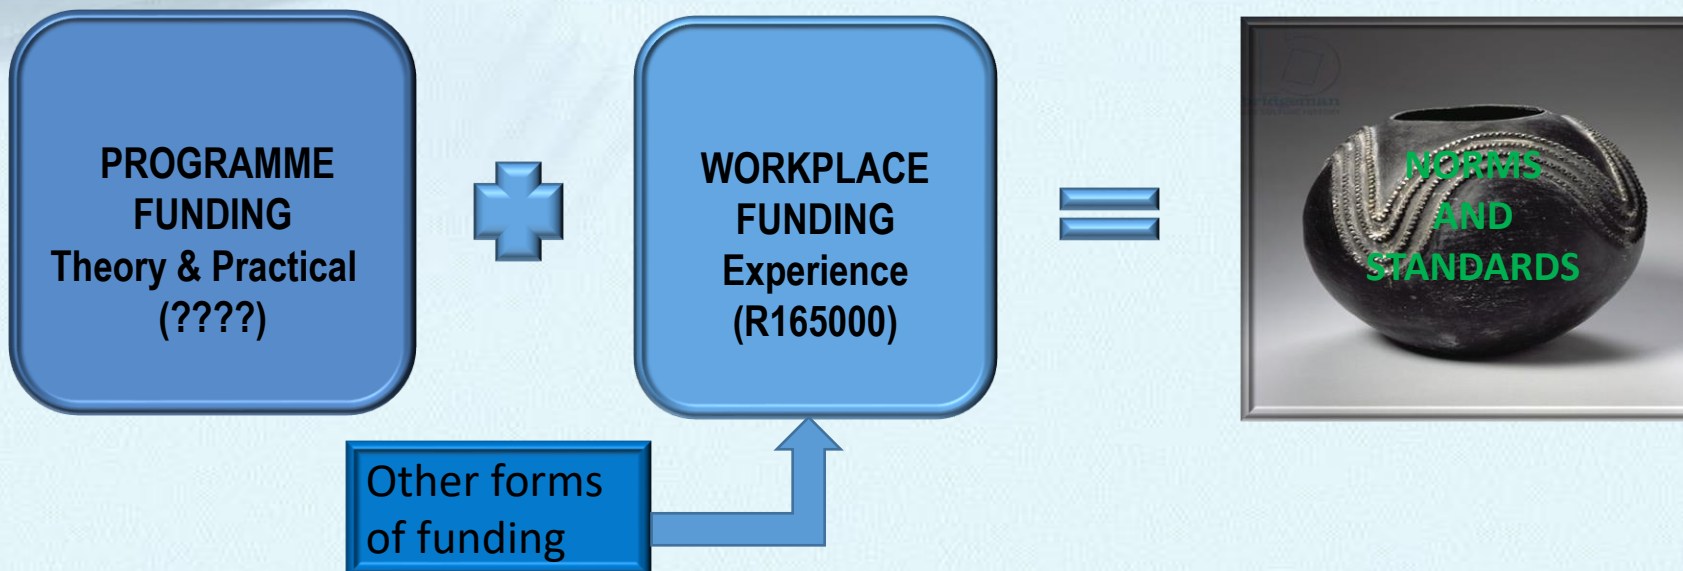 PROGRAMME
FUNDING
Theory & Practical
(????)
WORKPLACE
FUNDING
Experience
(R165000)
NORMS
AND
STANDARDS
Other forms
of funding